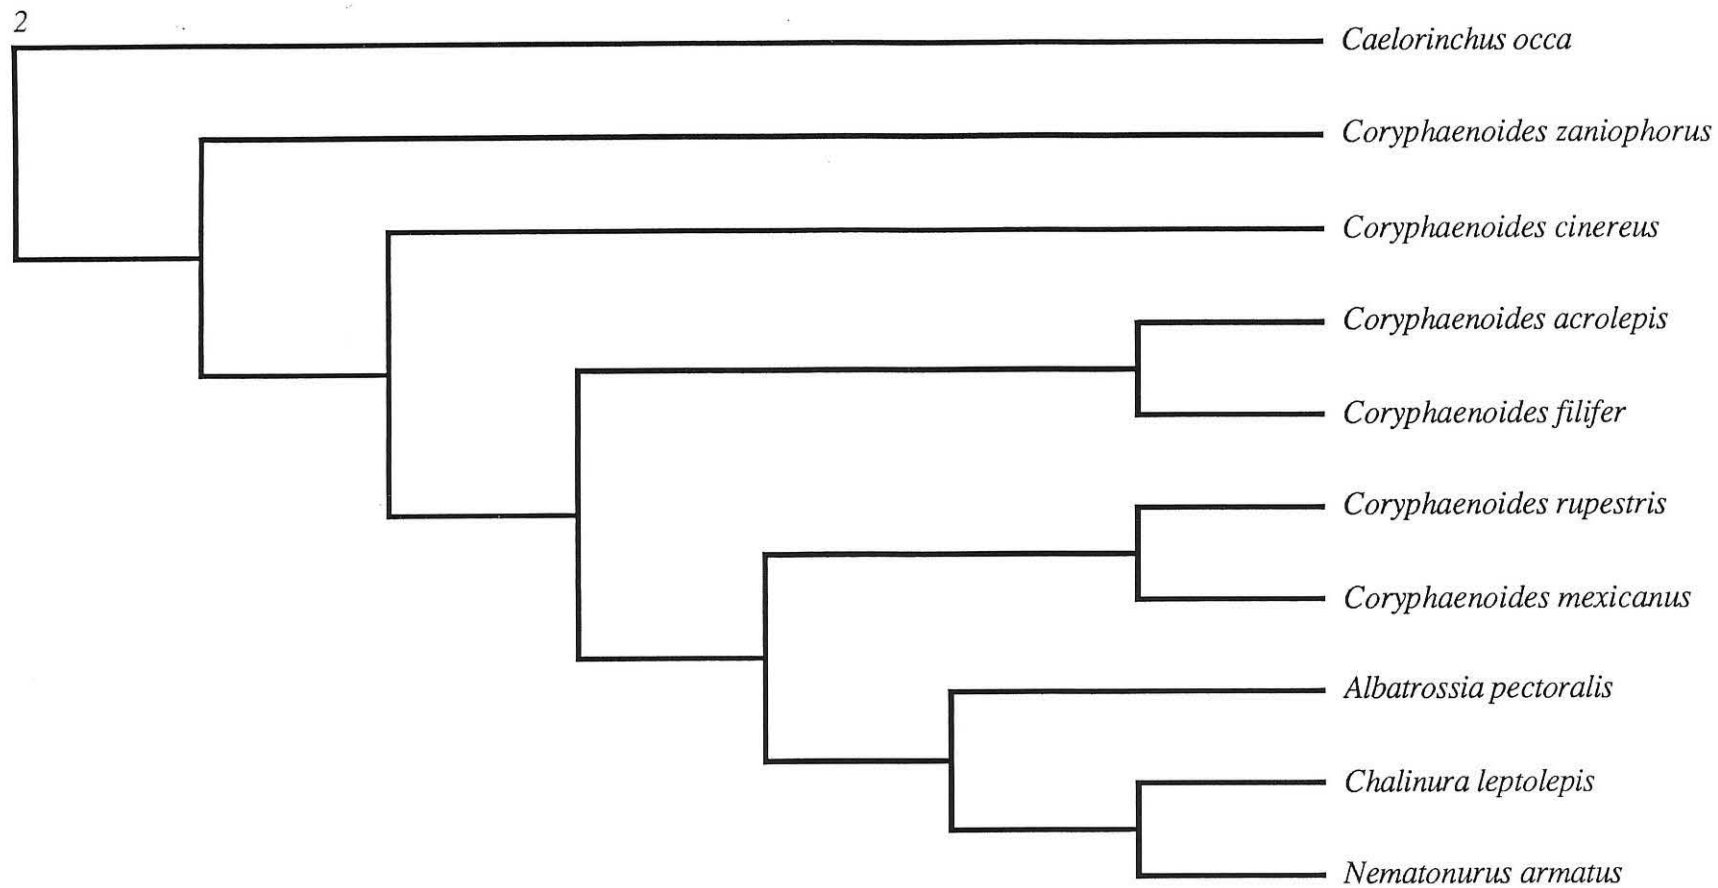 2
Caelorinchus occa
Coryphaenoides zaniophorus
Coryphaenoides cinereus
Coryphaenoides acrolepis
Coryphaenoides filifer
Coryphaenoides rupestris
Coryphaenoides mexicanus
Albatrossia pectoralis
Chalinura leptolepis
Nematonurus armatus